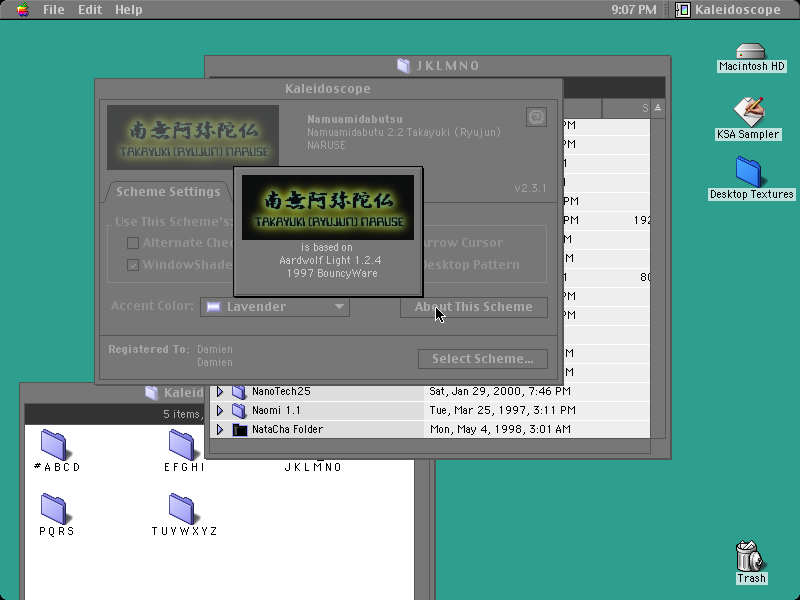 File Edit Help
9:07 PM
Kaleidoscope
JKLMNO
Macintosh HD
KSA Sampler
Desktop Textures
Trash
Kaleidoscope
南無阿弥陀仏
TAKAYUKI (RYUJUN) NARUSE
Namuamidabutsu
Namuamidabutu 2.2 Takayuki (Ryujun)
NARUSE
v2.3.1
Scheme Settings
Use This Scheme's:
Alternate Chec
WindowShade
Arrow Cursor
Desktop Pattern
Accent Color:
Lavender
About This Scheme
Registered To: Damien
Damien
Select Scheme...
南無阿弥陀仏
TAKAYUKI (RYUJUN) NARUSE
is based on
Aardwolf Light 1.2.4
1997 BouncyWare
S
PM
PM
1
PM
PM 192
M
M
1 80
PM
PM
M
M
NanoTech25 Sat, Jan 29, 2000, 7:46 PM
Naomi 1.1 Tue, Mar 25, 1997, 3:11 PM
NataCha Folder Mon, May 4, 1998, 3:01 AM
Kaleid
5 items,
#ABCD
EFGHI
JKLMNO
PQRS
TUVWXYZ